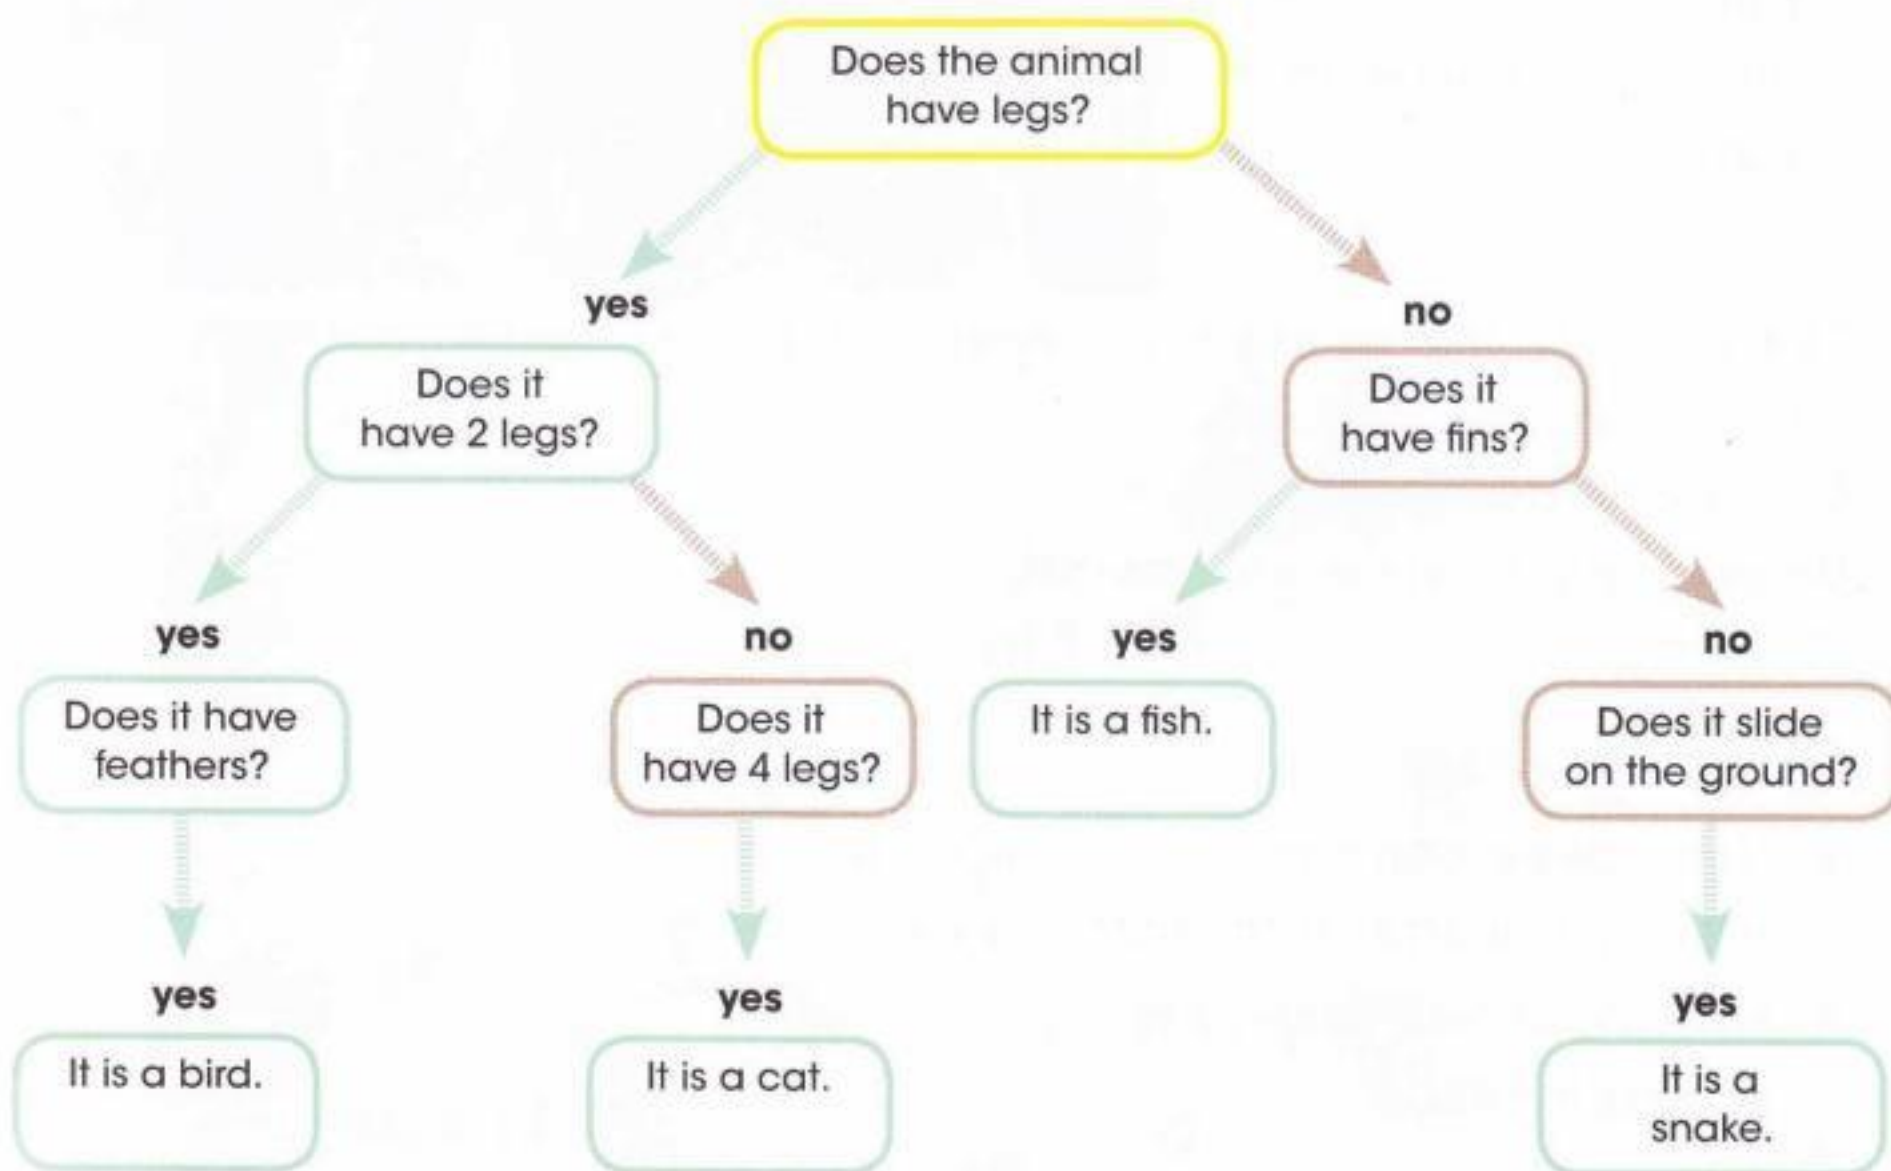 Does the animal
have legs?
yes
no
Does it
have 2 legs?
Does it
have fins?
yes
no
yes
no
Does it have
feathers?
Does it
have 4 legs?
It is a fish.
Does it slide
on the ground?
yes
yes
yes
It is a bird.
It is a cat.
It is a
snake.